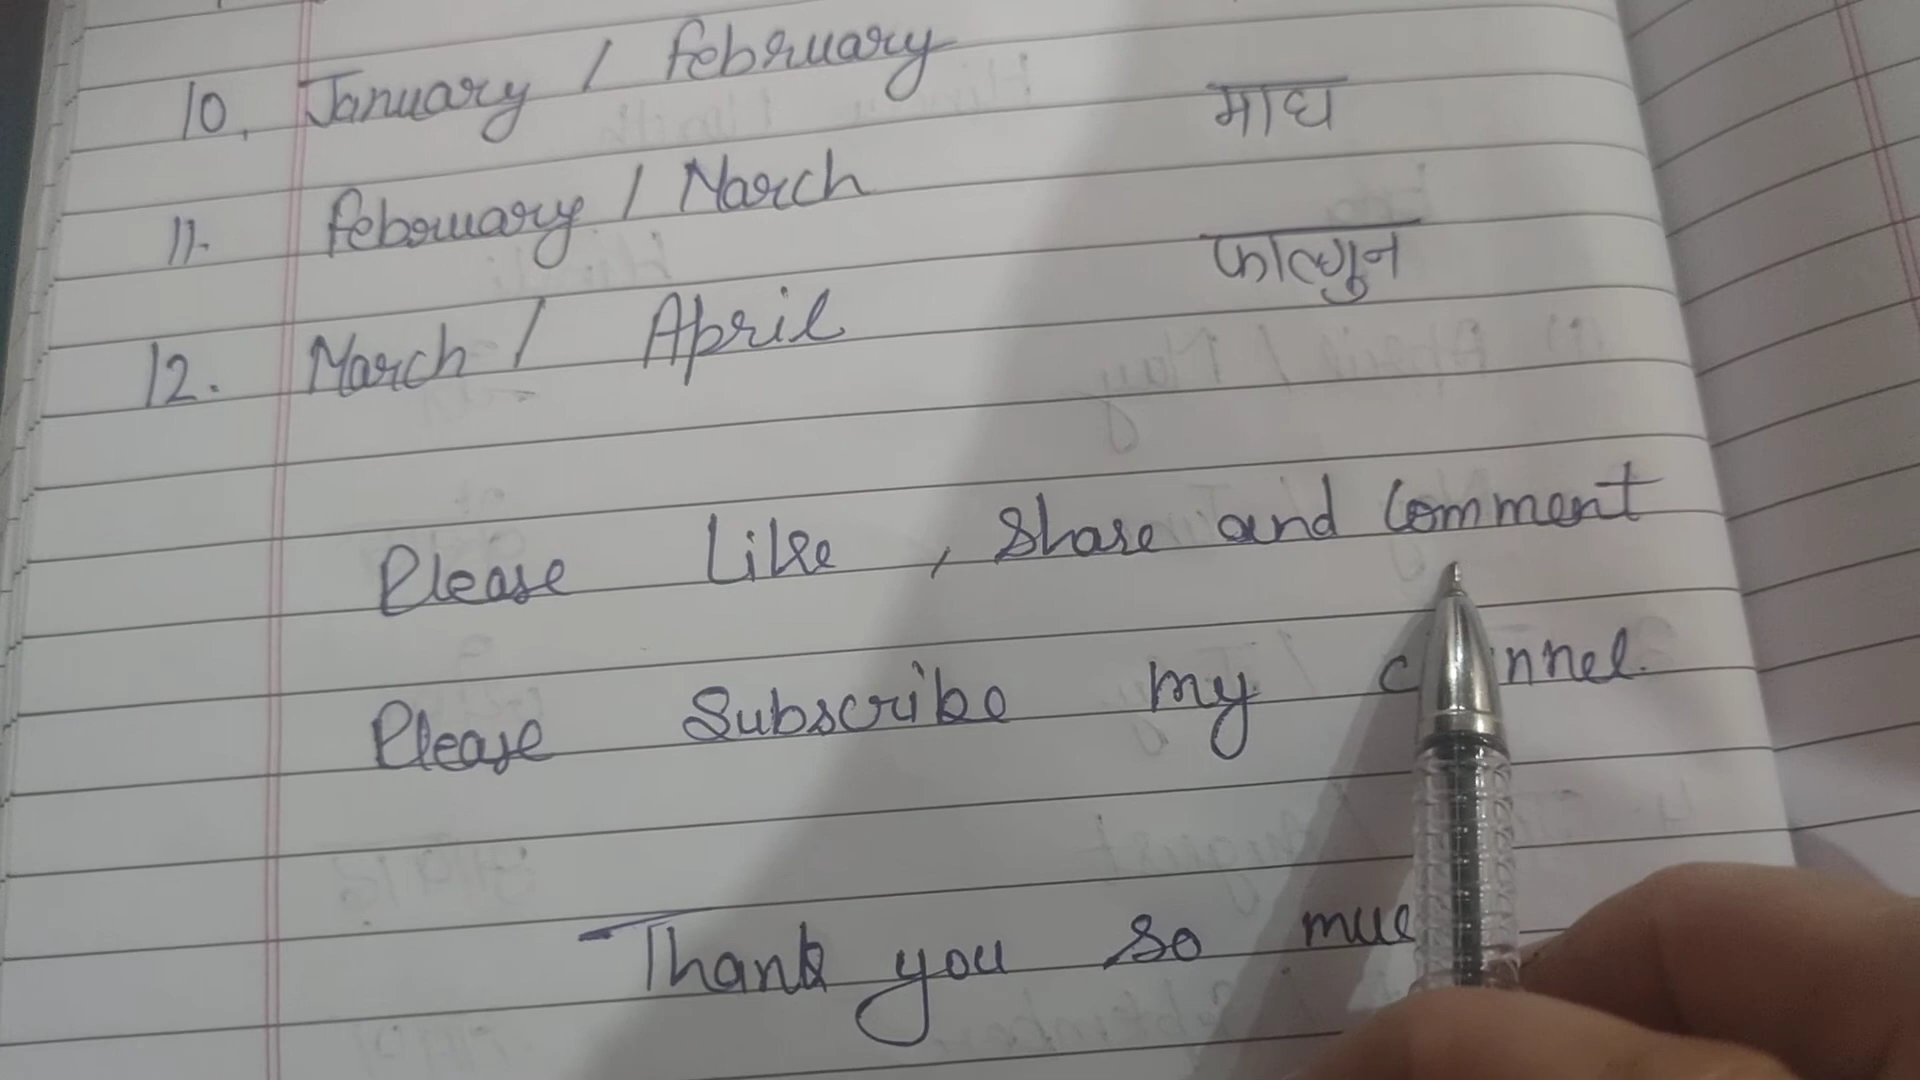 10. January / February माघ
11. February / March फाल्गुन
12. March / April
Please Like, Share and Comment
Please Subscribe my
Thank you so